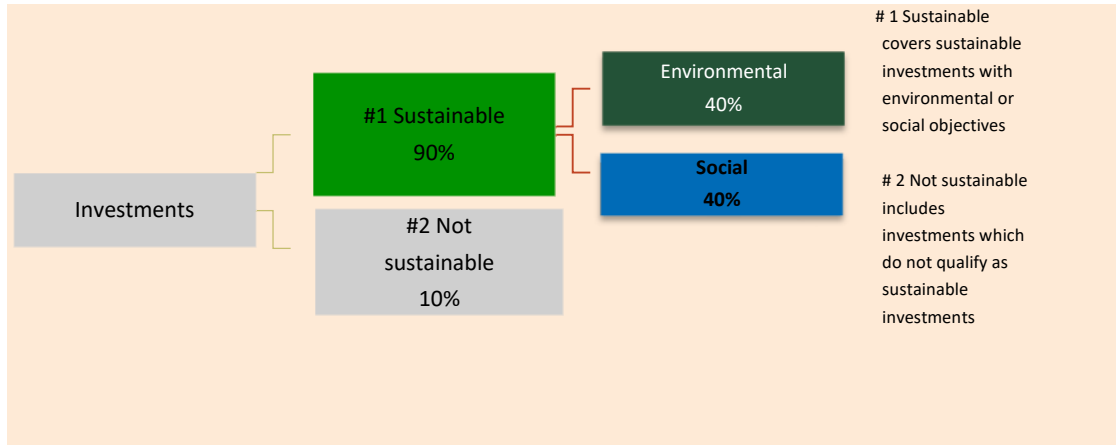 Investments
#1 Sustainable
90%
#2 Not
sustainable
10%
Environmental
40%
Social
40%
# 1 Sustainable
covers sustainable
investments with
environmental or
social objectives
# 2 Not sustainable
includes
investments which
do not qualify as
sustainable
investments